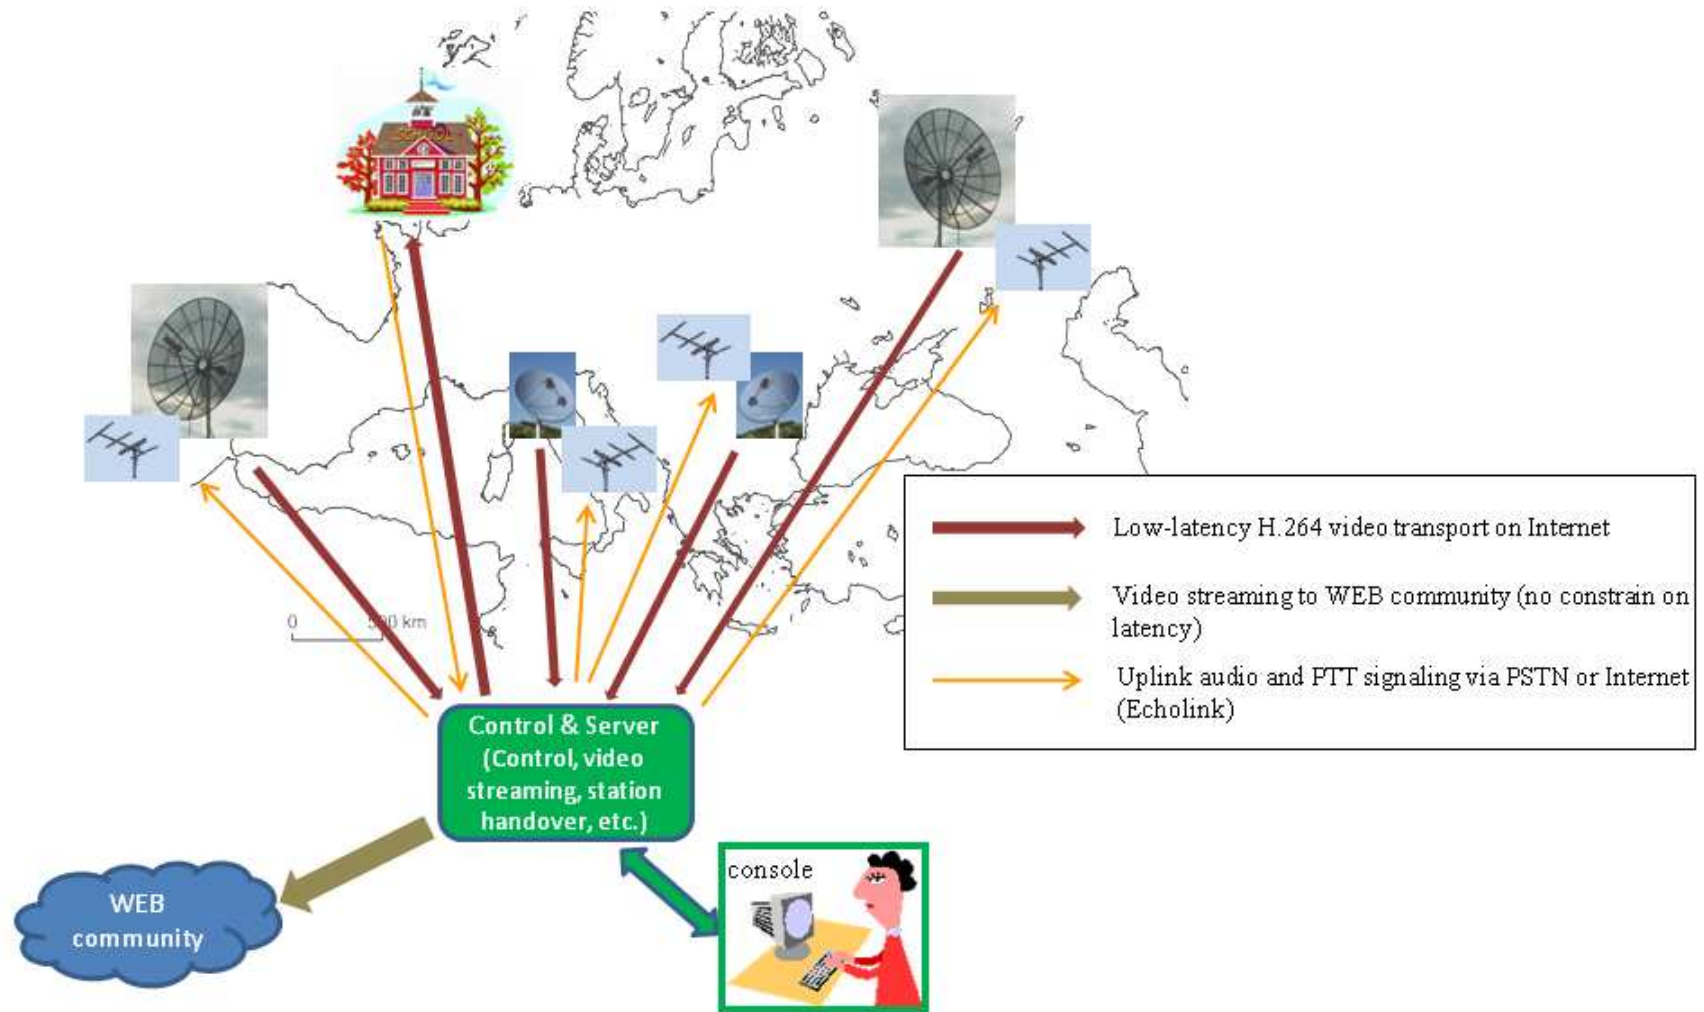 SCHOOL
0 500 km
Low-latency H.264 video transport on Internet
Video streaming to WEB community (no constrain on
latency)
Uplink audio and PTT signaling via PSTN or Internet
(Echolink)
Control & Server
(Control, video
streaming, station
handover, etc.)
console
WEB
community